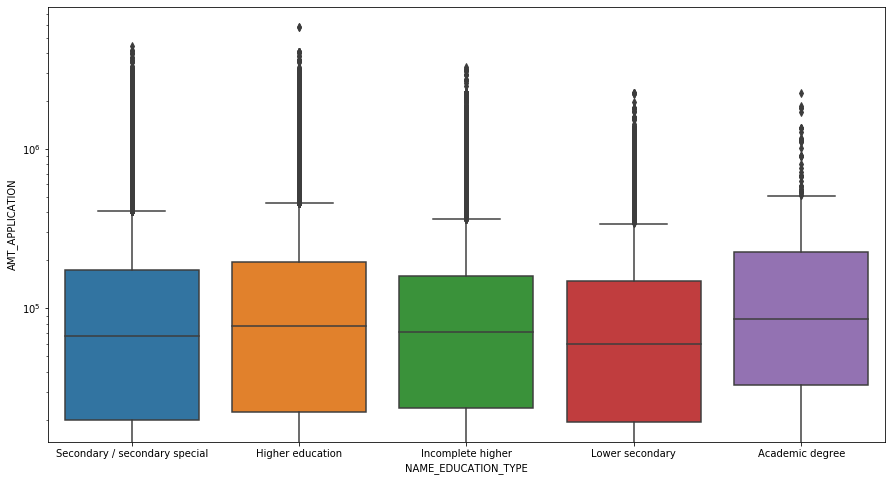 AMT_APPLICATION
10^6
10^5
Secondary / secondary special
Higher education
Incomplete higher
Lower secondary
Academic degree
NAME_EDUCATION_TYPE